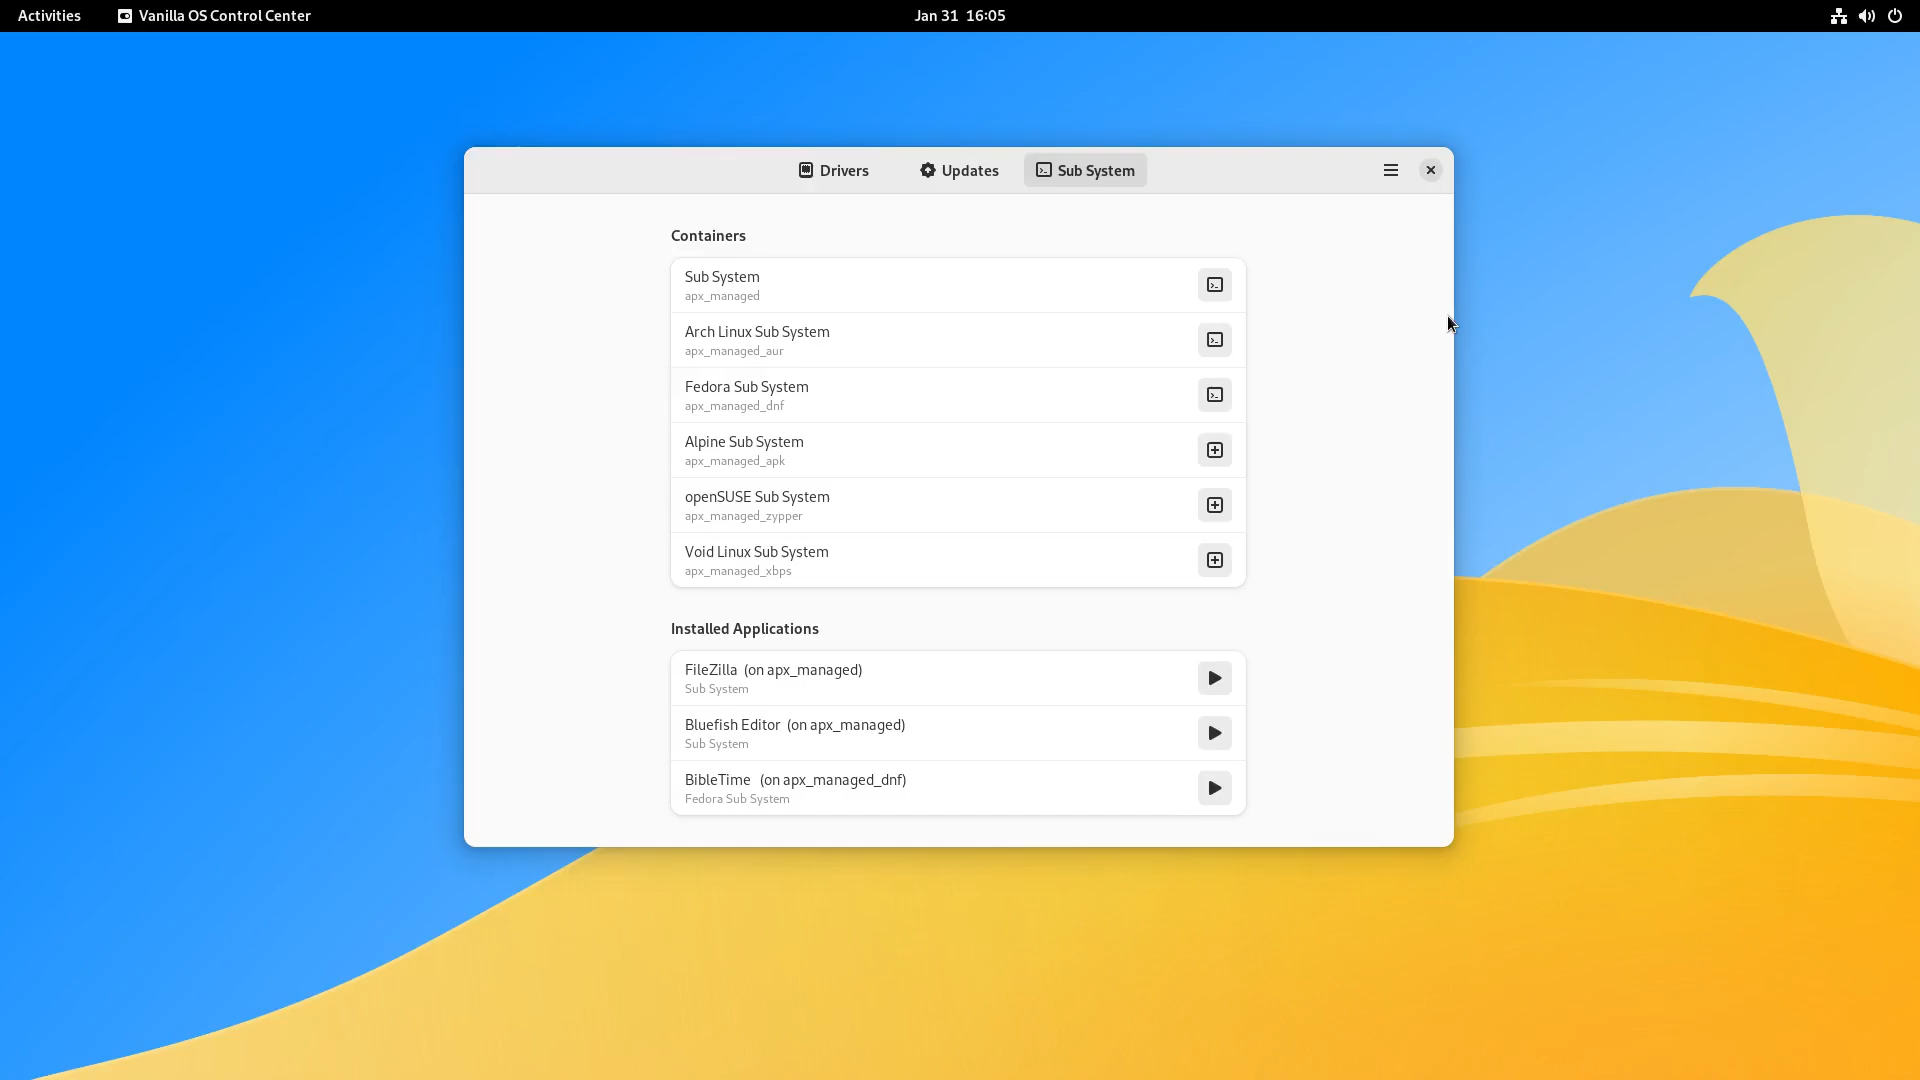 Activities
Vanilla OS Control Center
Jan 31 16:05
Drivers
Updates
Sub System
Containers
Sub System
apx_managed
Arch Linux Sub System
apx_managed_aur
Fedora Sub System
apx_managed_dnf
Alpine Sub System
apx_managed_apk
openSUSE Sub System
apx_managed_zypper
Void Linux Sub System
apx_managed_xbps
Installed Applications
FileZilla (on apx_managed)
Sub System
Bluefish Editor (on apx_managed)
Sub System
BibleTime (on apx_managed_dnf)
Fedora Sub System